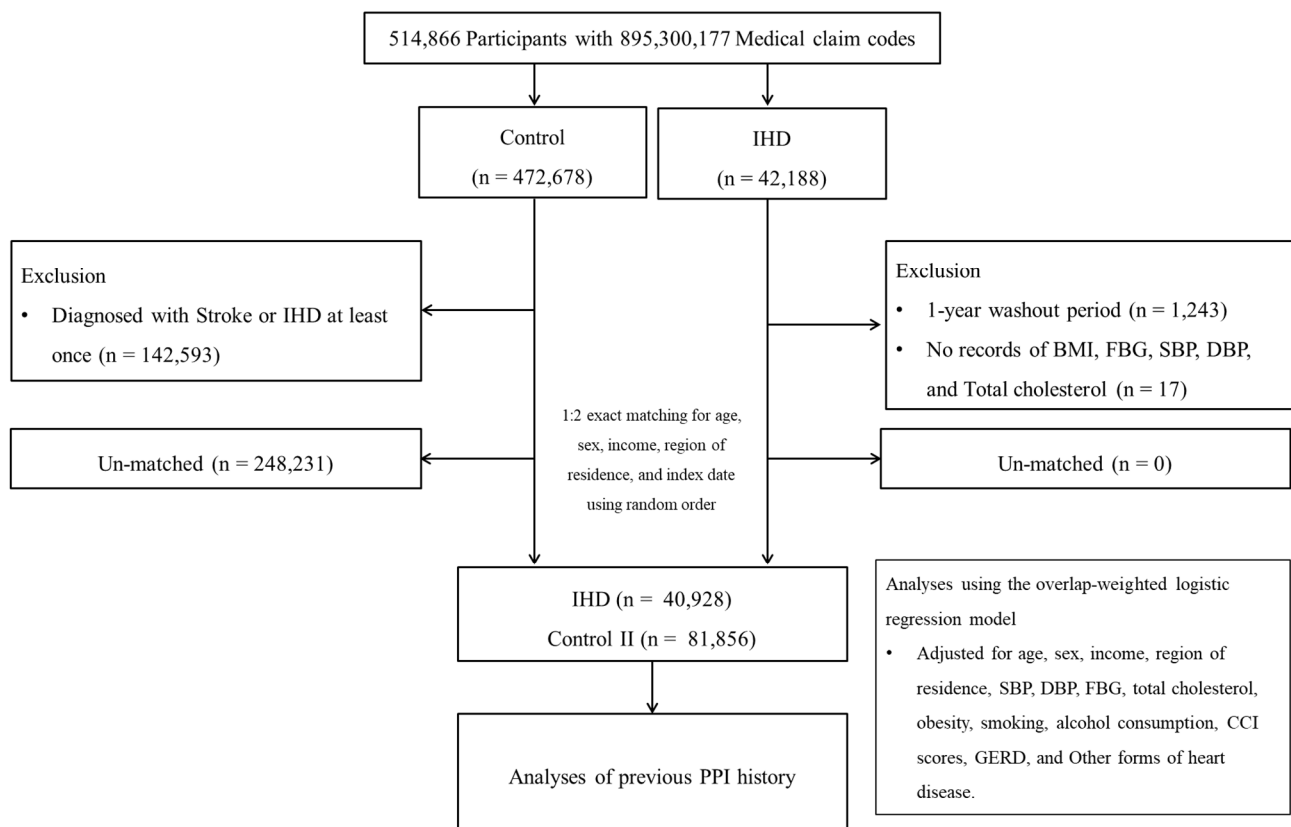 514,866 Participants with 895,300,177 Medical claim codes
Control
(n = 472,678)
IHD
(n = 42,188)
Exclusion
• Diagnosed with Stroke or IHD at least
once (n = 142,593)
Exclusion
• 1-year washout period (n = 1,243)
• No records of BMI, FBG, SBP, DBP,
and Total cholesterol (n = 17)
1:2 exact matching for age,
sex, income, region of
residence, and index date
using random order
Un-matched (n = 248,231)
Un-matched (n = 0)
IHD (n = 40,928)
Control II (n = 81,856)
Analyses using the overlap-weighted logistic
regression model
• Adjusted for age, sex, income, region of
residence, SBP, DBP, FBG, total cholesterol,
obesity, smoking, alcohol consumption, CCI
scores, GERD, and Other forms of heart
disease.
Analyses of previous PPI history